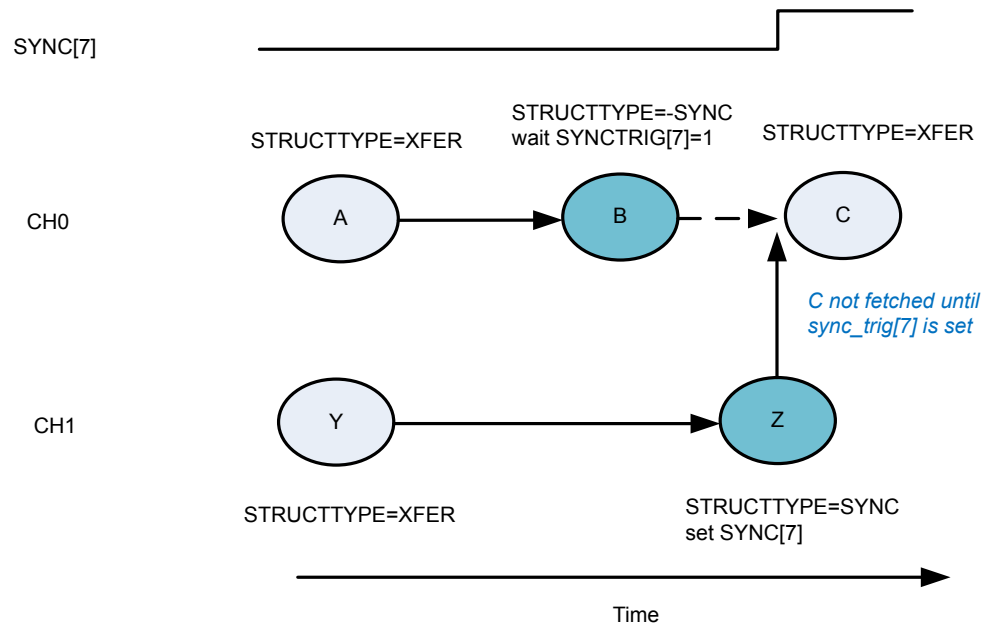 SYNC[7]
STRUCTTYPE=-SYNC
wait SYNCTRIG[7]=1
STRUCTTYPE=XFER
STRUCTTYPE=XFER
CH0
A
B
C
C not fetched until
sync_trig[7] is set
CH1
Y
Z
STRUCTTYPE=XFER
STRUCTTYPE=SYNC
set SYNC[7]
Time